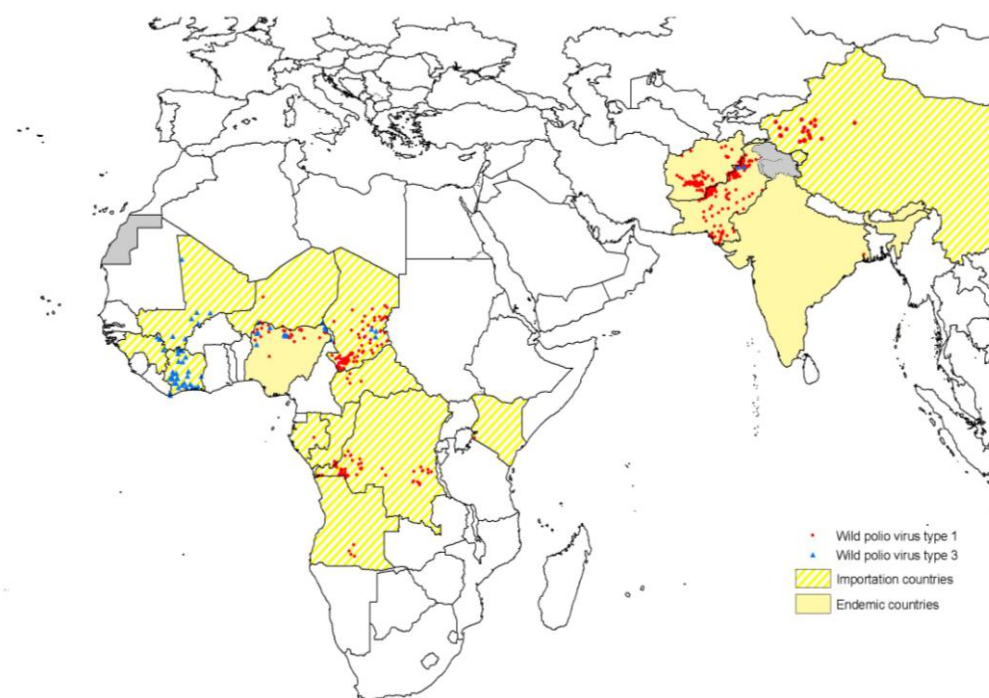 Wild polio virus type 1
Wild polio virus type 3
Importation countries
Endemic countries